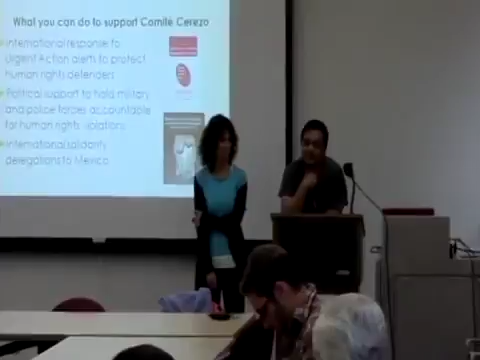 What you can do to support Comité Cerezo
International response to
Urgent Action alerts to protect
human rights defenders
Political support to hold military
and police forces accountable
for human rights violations
International solidarity
delegations to Mexico